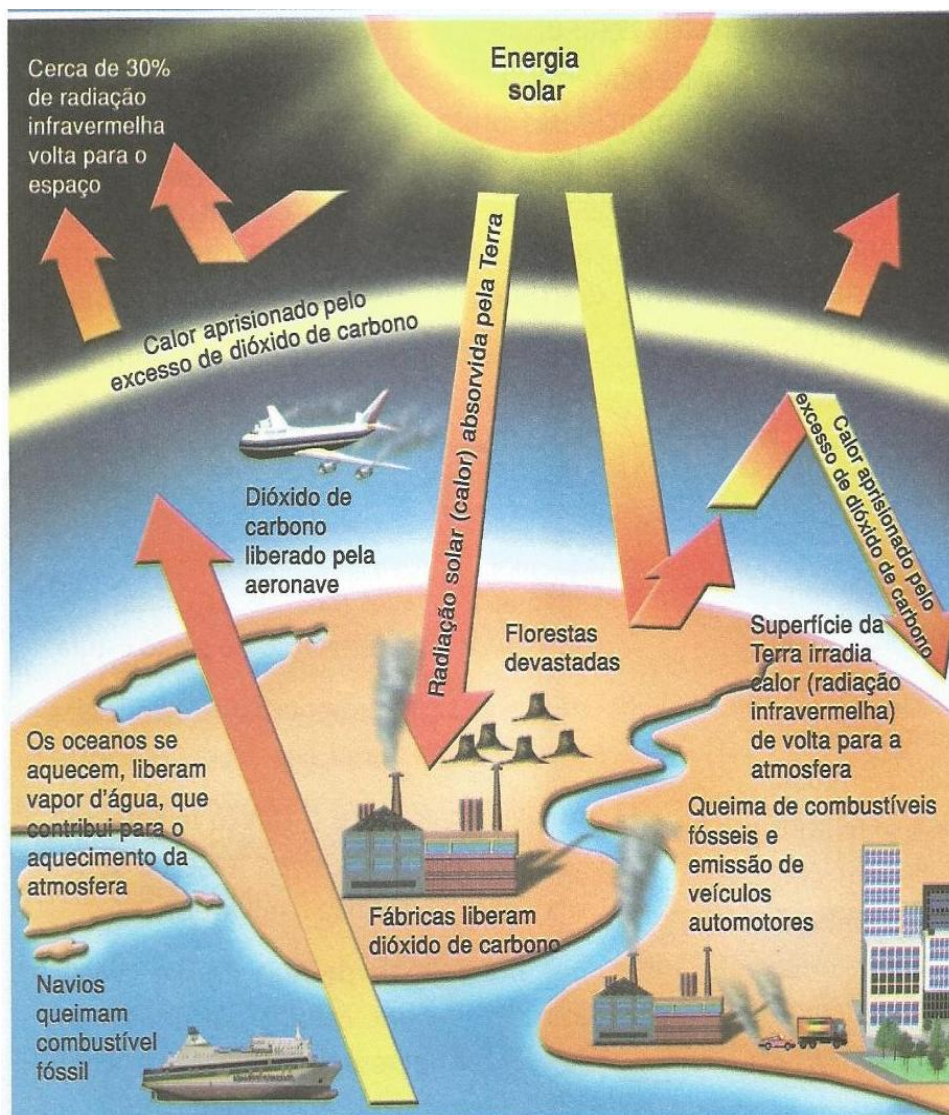 Energia
solar
Cerca de 30%
de radiação
infravermelha
volta para o
espaço
Calor aprisionado pelo
excesso de dióxido de carbono
Radiação solar (calor) absorvida pela Terra
Calor aprisionado pelo
excesso de dióxido de carbono
Dióxido de
carbono
liberado pela
aeronave
Florestas
devastadas
Superfície da
Terra irradia
calor (radiação
infravermelha)
de volta para a
atmosfera
Os oceanos se
aquecem, liberam
vapor d'água, que
contribui para o
aquecimento da
atmosfera
Queima de combustíveis
fósseis e
emissão de
veículos
automotores
Fábricas liberam
dióxido de carbono
Navios
queimam
combustível
fóssil